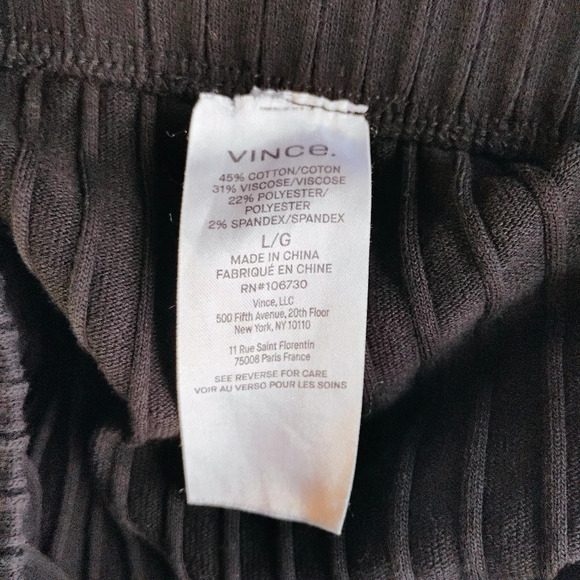 VINCe.
45% COTTON/COTON
31% VISCOSE/VISCOSE
22% POLYESTER/
POLYESTER
2% SPANDEX/SPANDEX
L/G
MADE IN CHINA
FABRIQUÉ EN CHINE
RN#106730
Vince, LLC
500 Fifth Avenue, 20th Floor
New York, NY 10110
11 Rue Saint Florentin
75008 Paris France
SEE REVERSE FOR CARE
VOIR AU VERSO POUR LES SOINS